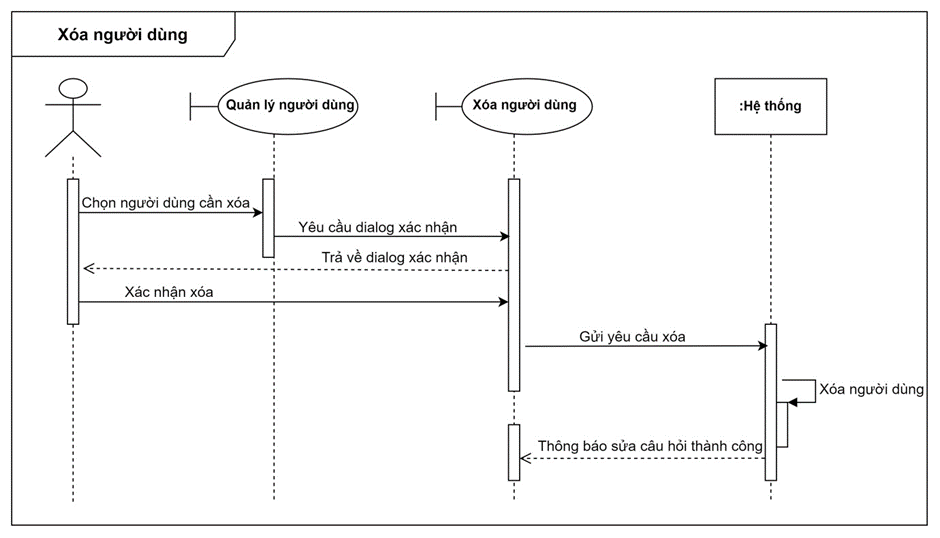 Xóa người dùng
Quản lý người dùng
Xóa người dùng
:Hệ thống
Chọn người dùng cần xóa
Yêu cầu dialog xác nhận
Trả về dialog xác nhận
Xác nhận xóa
Gửi yêu cầu xóa
Xóa người dùng
Thông báo sửa câu hỏi thành công